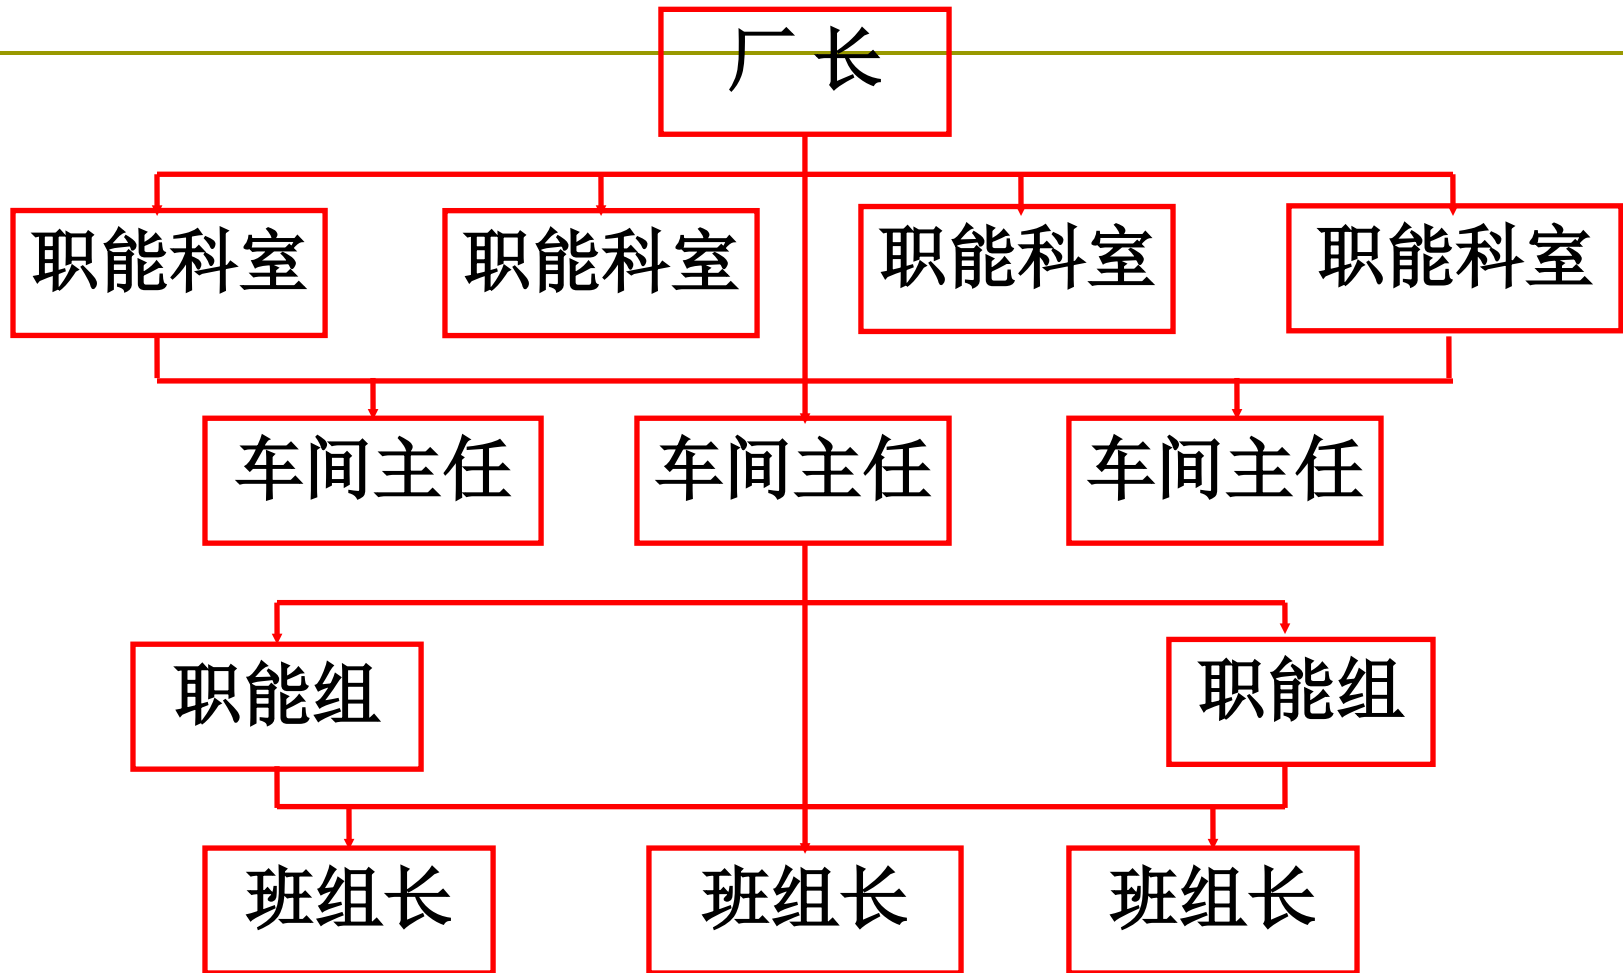 厂 长
职能科室 职能科室 职能科室 职能科室
车间主任 车间主任 车间主任
职能组 职能组
班组长 班组长 班组长